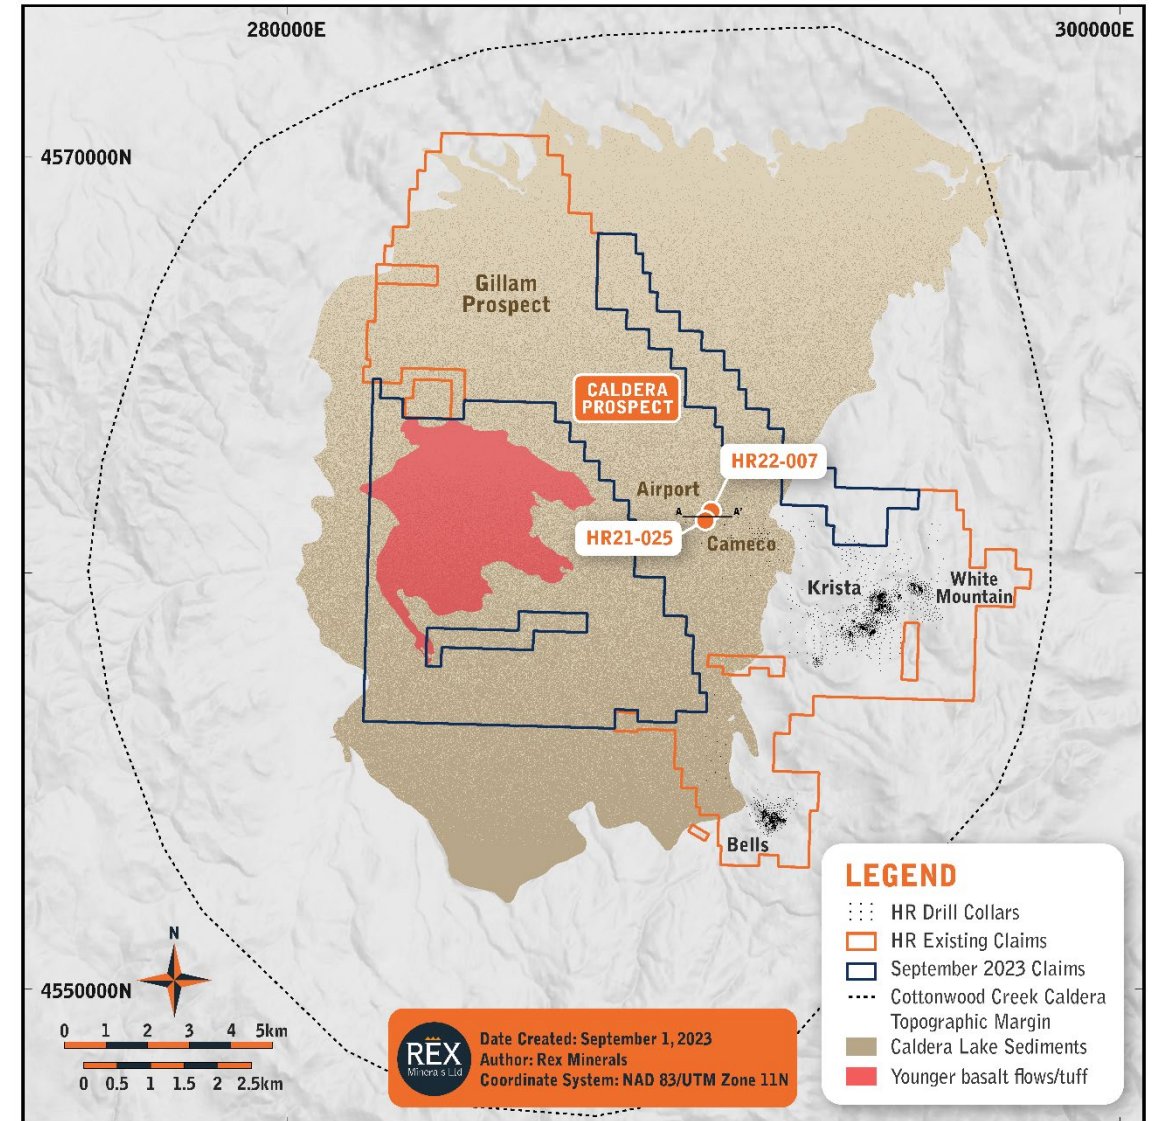 280000E
300000E
4570000N
Gillam
Prospect
CALDERA
PROSPECT
HR22-007
Airport
A
A'
HR21-025
Cameco
Krista
White
Mountain
Bells
4550000N
N
0 1 2 3 4 5km
0 0.5 1 1.5 2 2.5km
REX
Minerals Ltd
Date Created: September 1, 2023
Author: Rex Minerals
Coordinate System: NAD 83/UTM Zone 11N
LEGEND
HR Drill Collars
HR Existing Claims
September 2023 Claims
Cottonwood Creek Caldera
Topographic Margin
Caldera Lake Sediments
Younger basalt flows/tuff